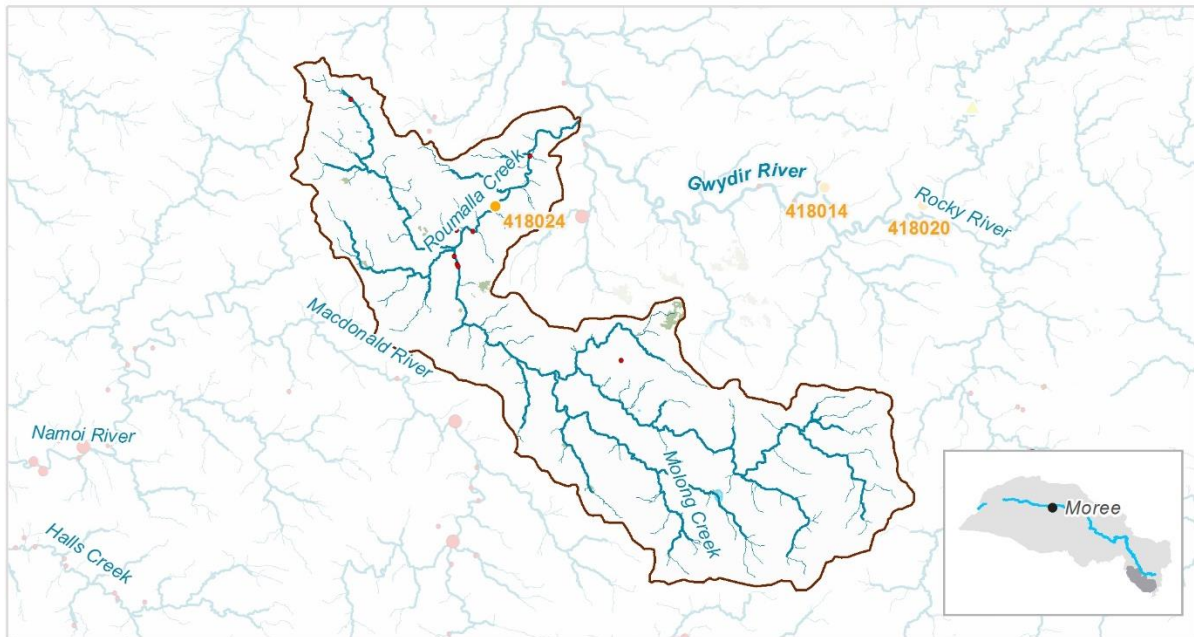 Roumalla Creek
418024
Gwydir River
418014
418020
Rocky River
Macdonald River
Namoi River
Molong Creek
Halls Creek
Moree